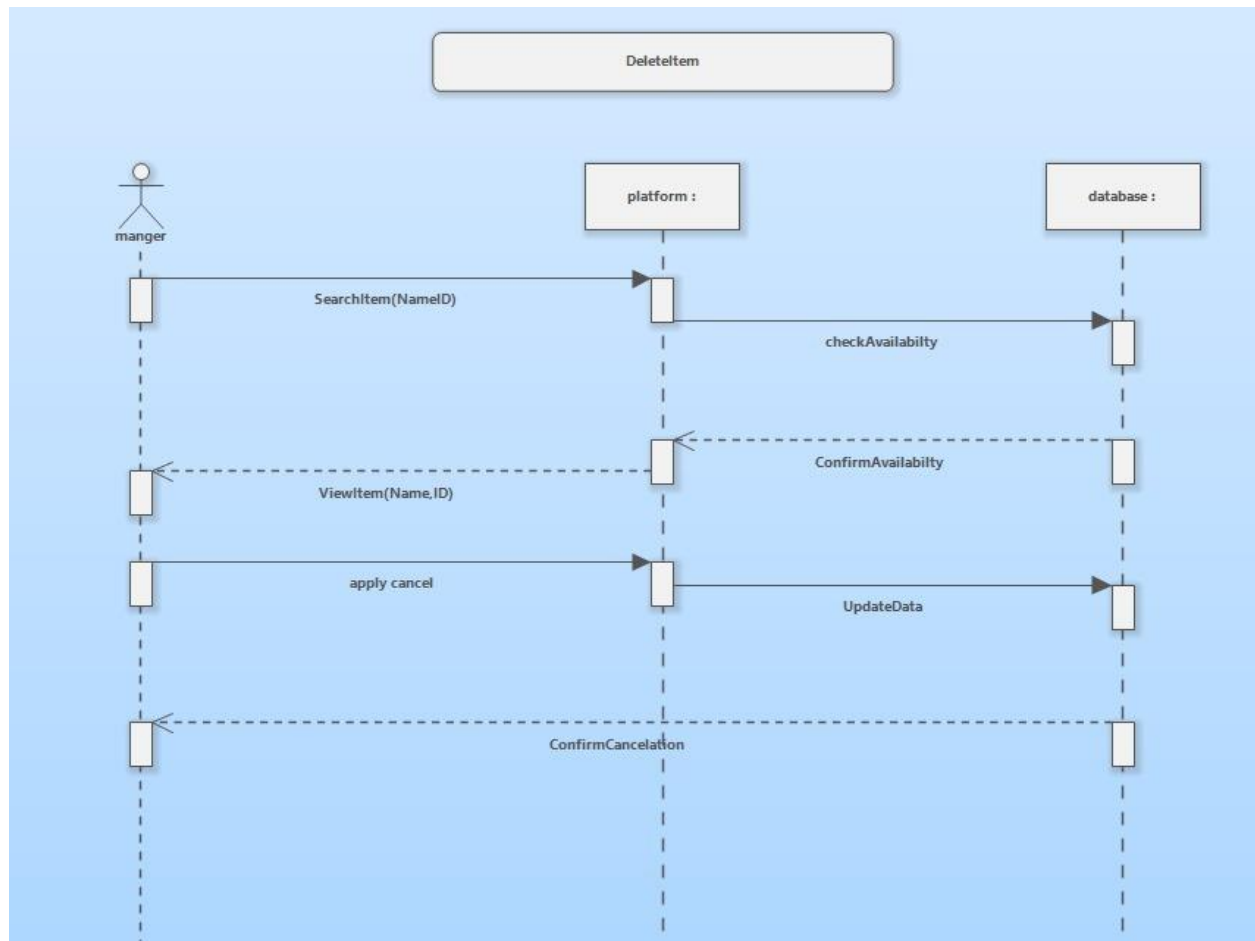 DeleteItem
manger
platform :
database :
SearchItem(NameID)
checkAvailabilty
ConfirmAvailabilty
ViewItem(Name,ID)
apply cancel
UpdateData
ConfirmCancelation